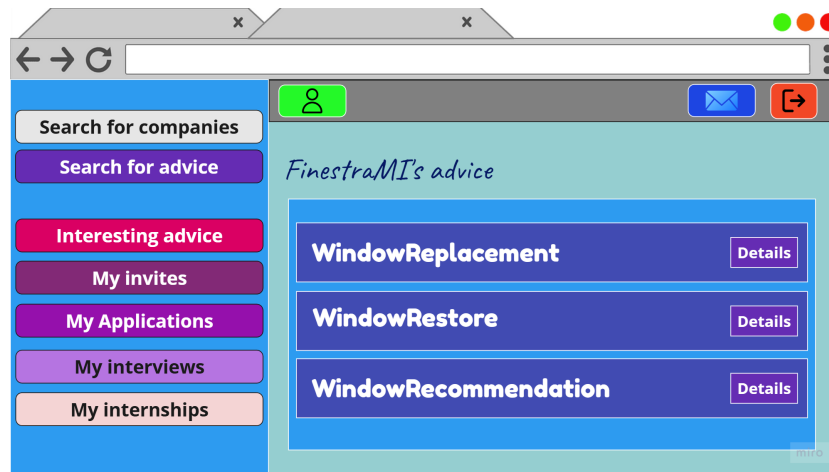 x
x
Search for companies
Search for advice
Interesting advice
My invites
My Applications
My interviews
My internships
FinestraMI's advice
WindowReplacement
Details
WindowRestore
Details
WindowRecommendation
Details
miro